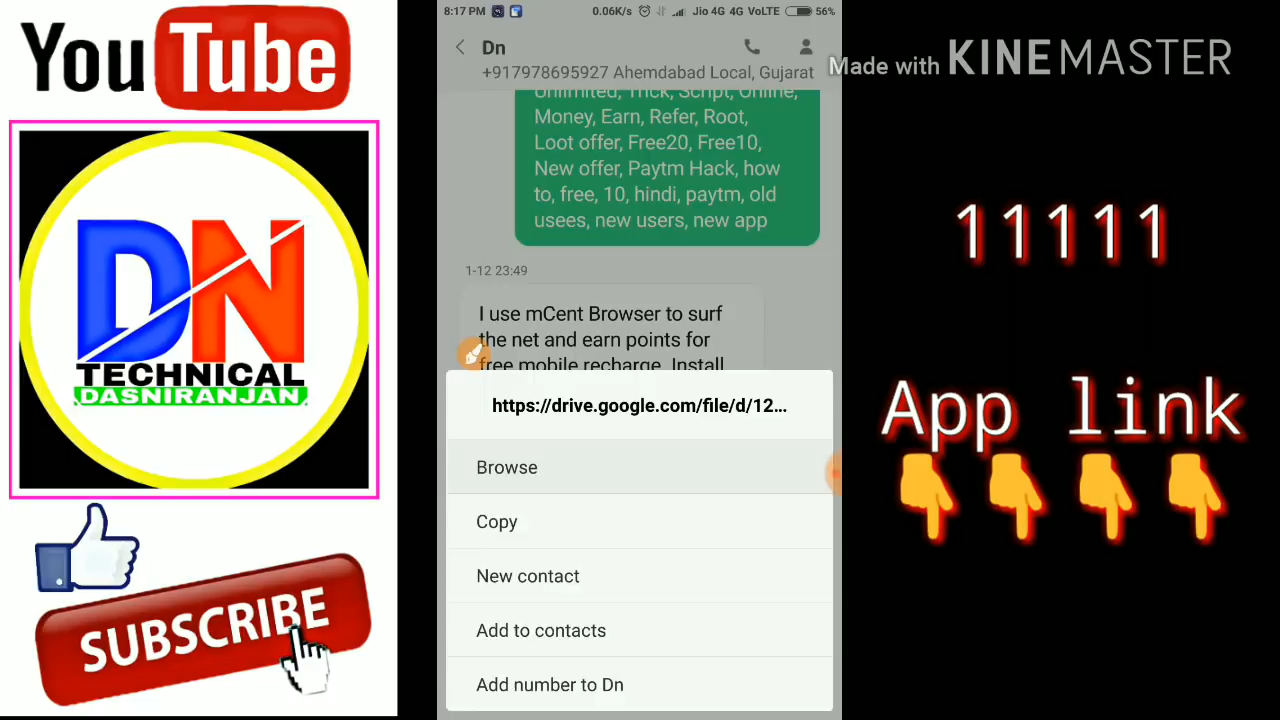 YouTube
DN
TECHNICAL
DASNIRANJAN
SUBSCRIBE
8:17 PM 0.06K/s Jio 4G 4G VoLTE 56%
Dn
+917978695927 Ahemdabad Local, Gujarat
Unlimited, Trick, Script, Online,
Money, Earn, Refer, Root,
Loot offer, Free20, Free10,
New offer, Paytm Hack, how
to, free, 10, hindi, paytm, old
usees, new users, new app
1-12 23:49
I use mCent Browser to surf
the net and earn points for
free mobile recharge. Install
https://drive.google.com/file/d/12...
Browse
Copy
New contact
Add to contacts
Add number to Dn
Made with KINEMASTER
11111
App link